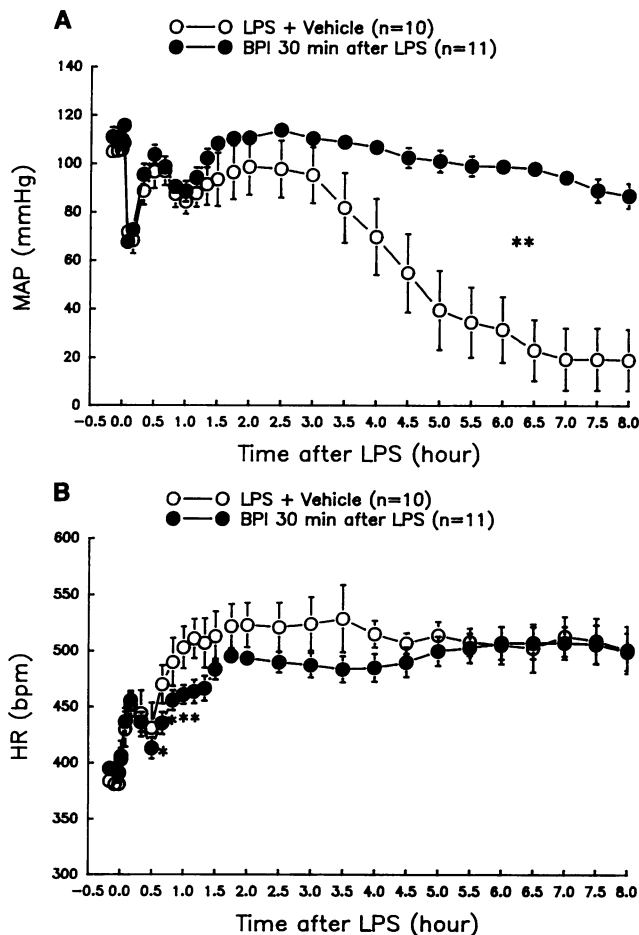 A
LPS + Vehicle (n=10)
BPI 30 min after LPS (n=11)
140
120
100
80
60
40
20
0
MAP (mmHg)
**
−0.5 0.0 0.5 1.0 1.5 2.0 2.5 3.0 3.5 4.0 4.5 5.0 5.5 6.0 6.5 7.0 7.5 8.0
Time after LPS (hour)
B
LPS + Vehicle (n=10)
BPI 30 min after LPS (n=11)
600
550
500
450
400
350
300
HR (bpm)
* **
*
−0.5 0.0 0.5 1.0 1.5 2.0 2.5 3.0 3.5 4.0 4.5 5.0 5.5 6.0 6.5 7.0 7.5 8.0
Time after LPS (hour)